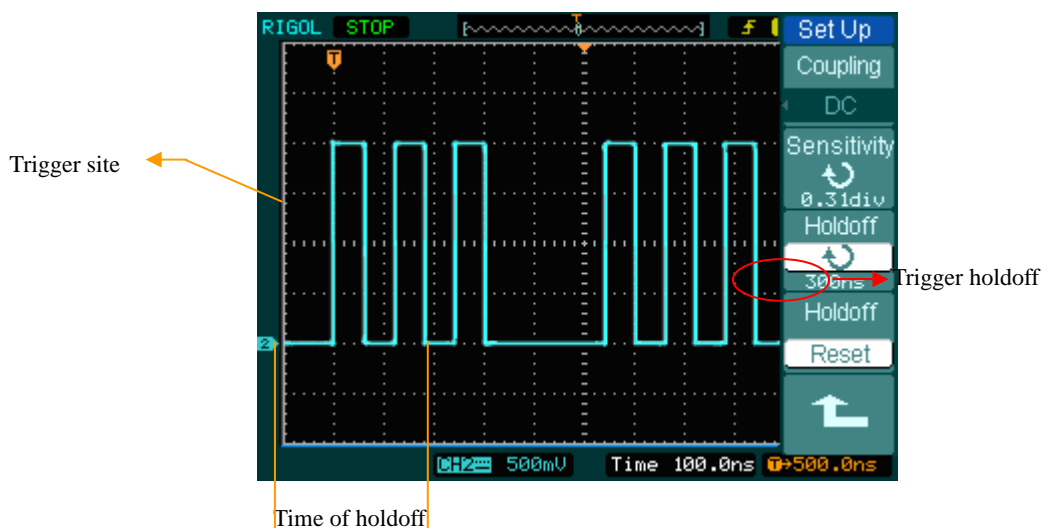 RIGOL STOP T
T
Set Up
Coupling
DC
Sensitivity
0.31div
Holdoff
300ns
Holdoff
Reset
Trigger site
Trigger holdoff
2
CH2 500mV Time 100.0ns T→500.0ns
Time of holdoff